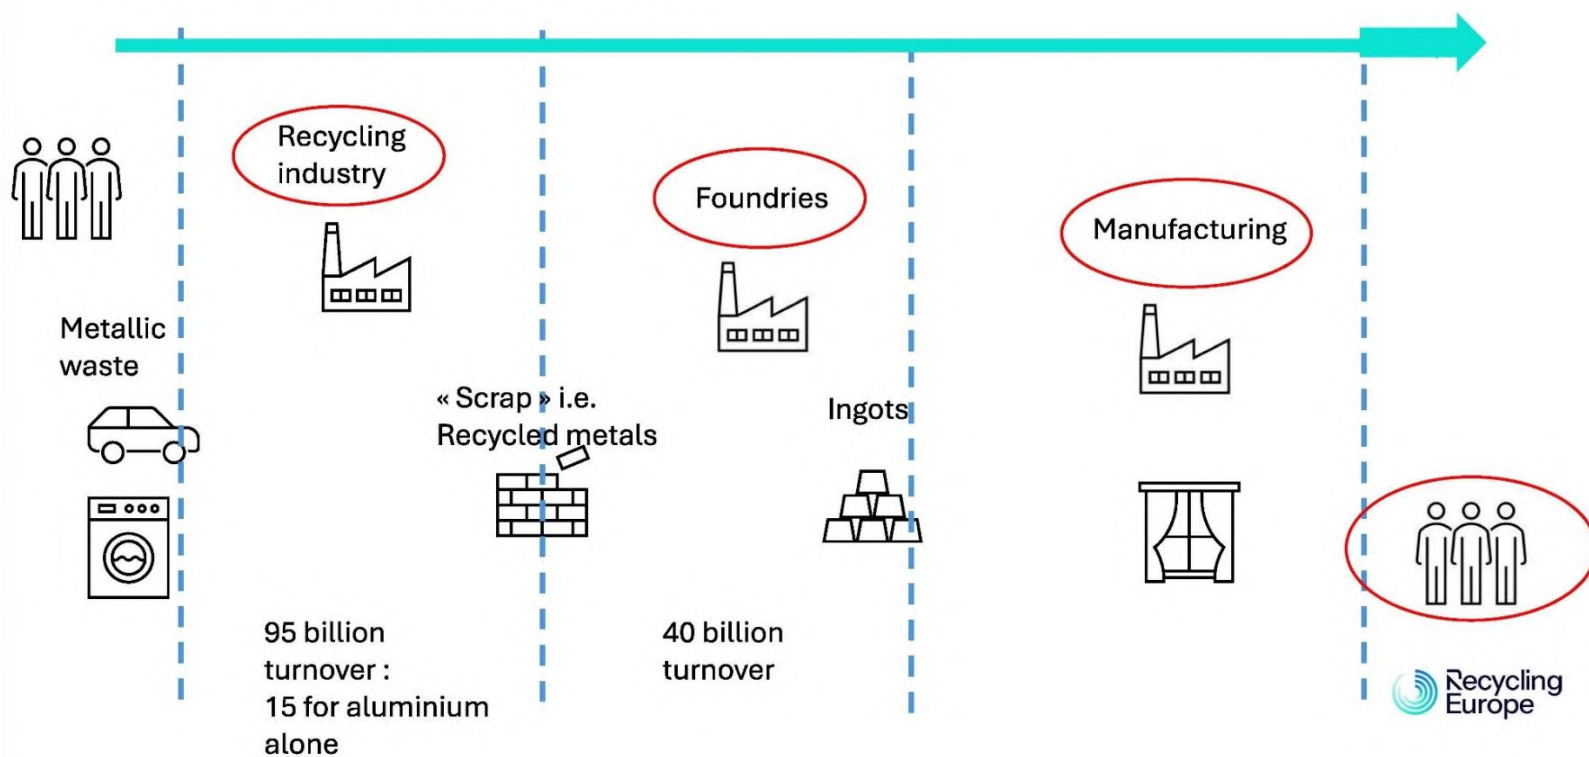 Recycling
industry
Foundries
Manufacturing
Metallic
waste
« Scrap » i.e.
Recycled metals
Ingots
95 billion
turnover :
15 for aluminium
alone
40 billion
turnover
Recycling
Europe